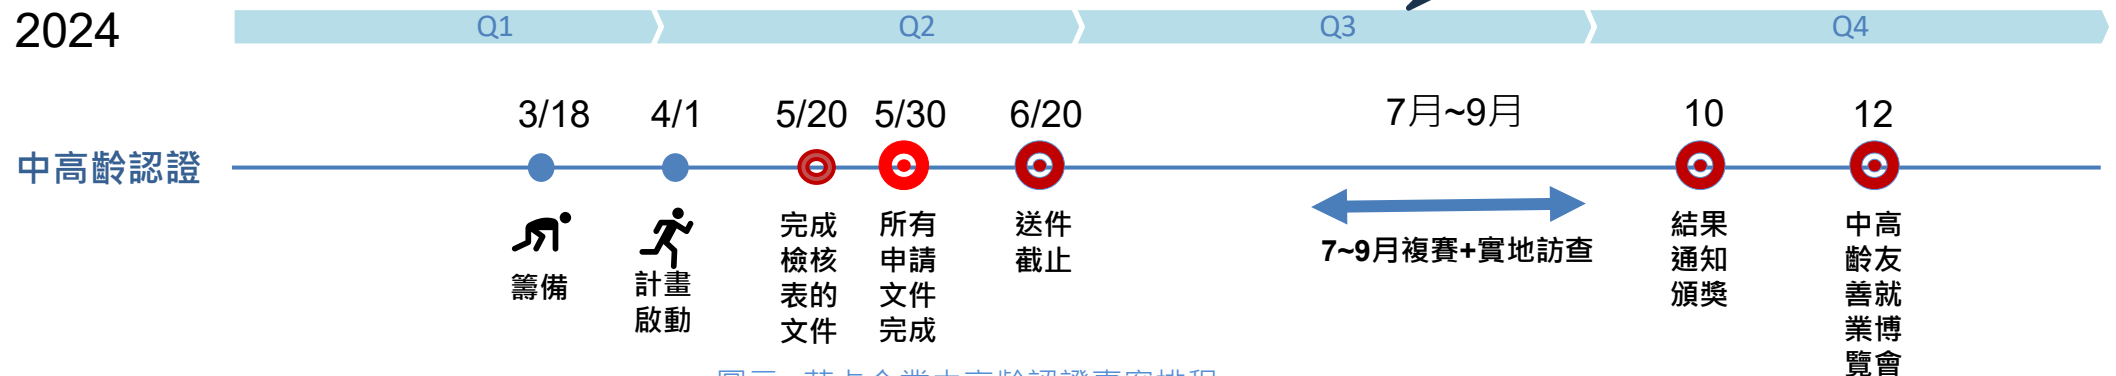 2024
Q1
Q2
Q3
Q4
3/18
4/1
5/20
5/30
6/20
7月~9月
10
12
中高齡認證
籌備
計畫
啟動
完成
檢核
表的
文件
所有
申請
文件
完成
送件
截止
7~9月複賽+實地訪查
結果
通知
頒獎
中高
齡友
善就
業博
覽會